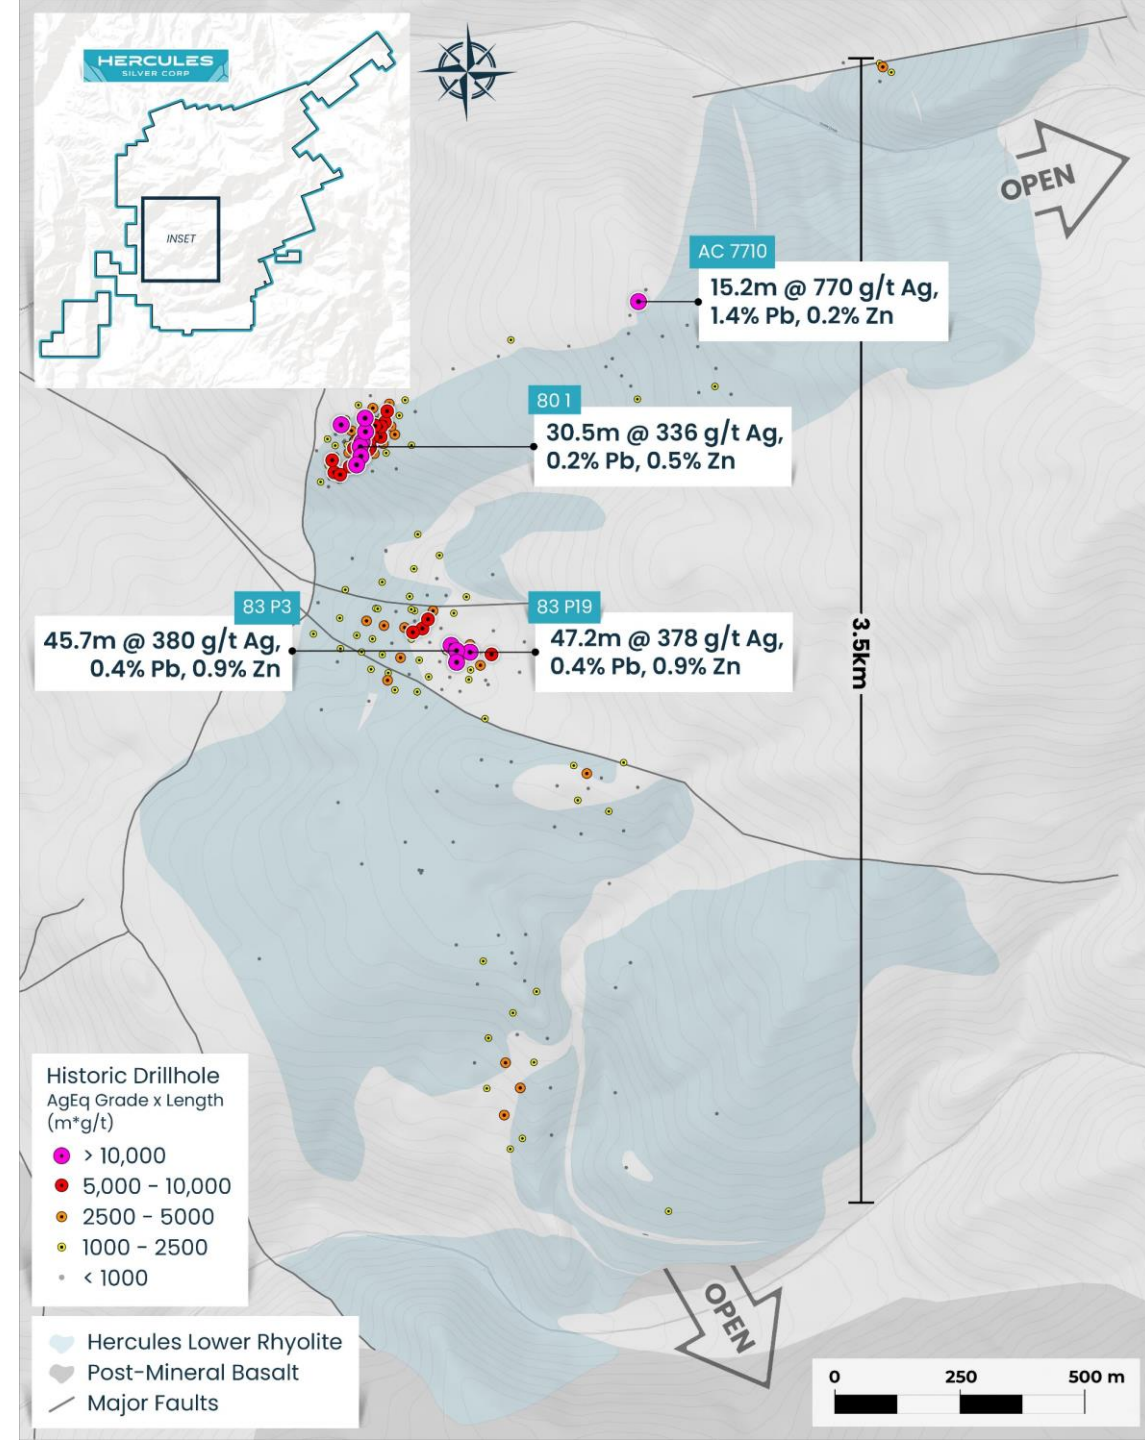 HERCULES
SILVER CORP
INSET
OPEN
AC 7710
15.2m @ 770 g/t Ag,
1.4% Pb, 0.2% Zn
80 1
30.5m @ 336 g/t Ag,
0.2% Pb, 0.5% Zn
83 P3
45.7m @ 380 g/t Ag,
0.4% Pb, 0.9% Zn
83 P19
47.2m @ 378 g/t Ag,
0.4% Pb, 0.9% Zn
3.5km
Historic Drillhole
AgEq Grade x Length
(m*g/t)
> 10,000
5,000 - 10,000
2500 - 5000
1000 - 2500
< 1000
Hercules Lower Rhyolite
Post-Mineral Basalt
Major Faults
OPEN
0 250 500 m